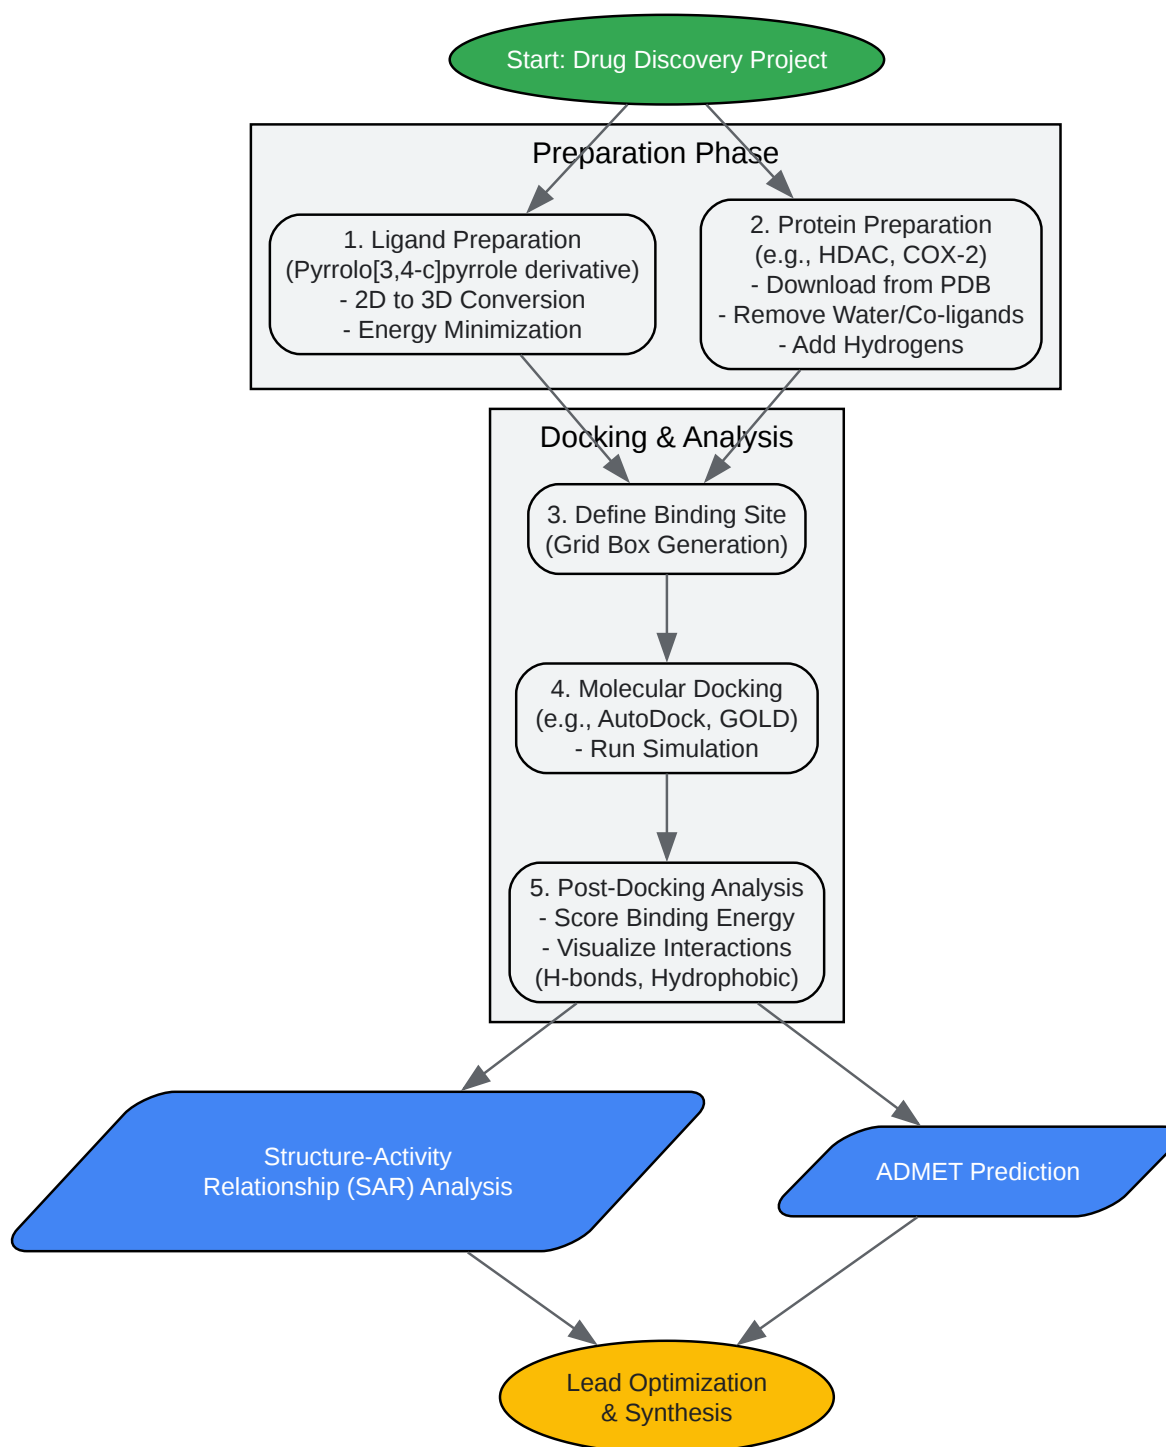 Start: Drug Discovery Project
Preparation Phase
1. Ligand Preparation
(Pyrrolo[3,4-c]pyrrole derivative)
- 2D to 3D Conversion
- Energy Minimization
2. Protein Preparation
(e.g., HDAC, COX-2)
- Download from PDB
- Remove Water/Co-ligands
- Add Hydrogens
Docking & Analysis
3. Define Binding Site
(Grid Box Generation)
4. Molecular Docking
(e.g., AutoDock, GOLD)
- Run Simulation
5. Post-Docking Analysis
- Score Binding Energy
- Visualize Interactions
(H-bonds, Hydrophobic)
Structure-Activity
Relationship (SAR) Analysis
ADMET Prediction
Lead Optimization
& Synthesis